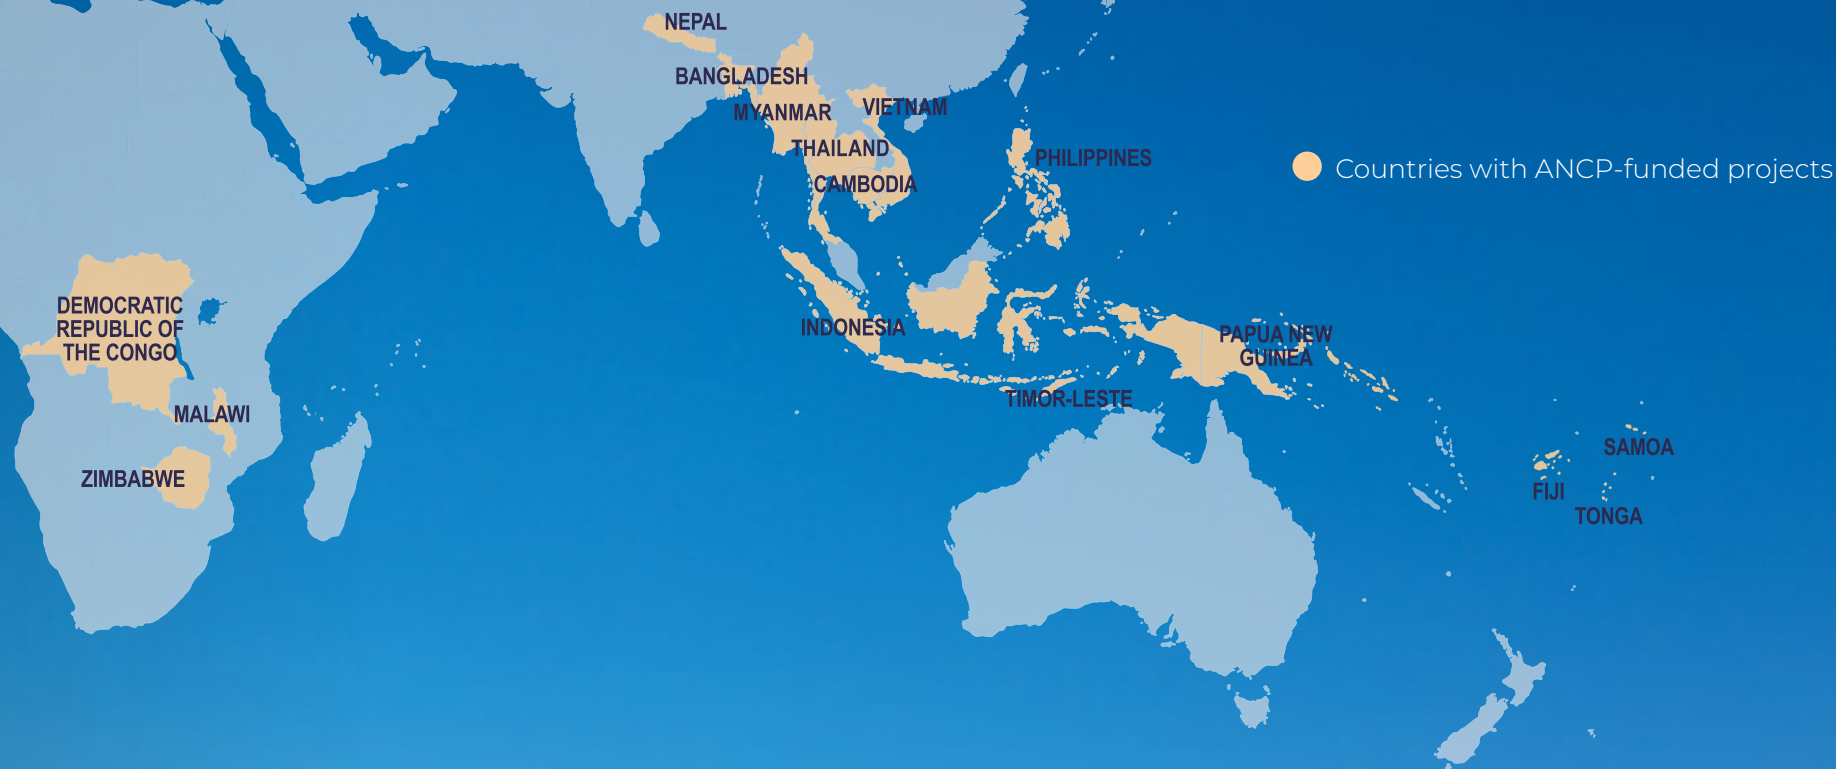 NEPAL
BANGLADESH
MYANMAR
VIETNAM
THAILAND
PHILIPPINES
Countries with ANCP-funded projects
CAMBODIA
DEMOCRATIC
REPUBLIC OF
THE CONGO
INDONESIA
PAPUA NEW
GUINEA
TIMOR-LESTE
MALAWI
SAMOA
ZIMBABWE
FIJI
TONGA